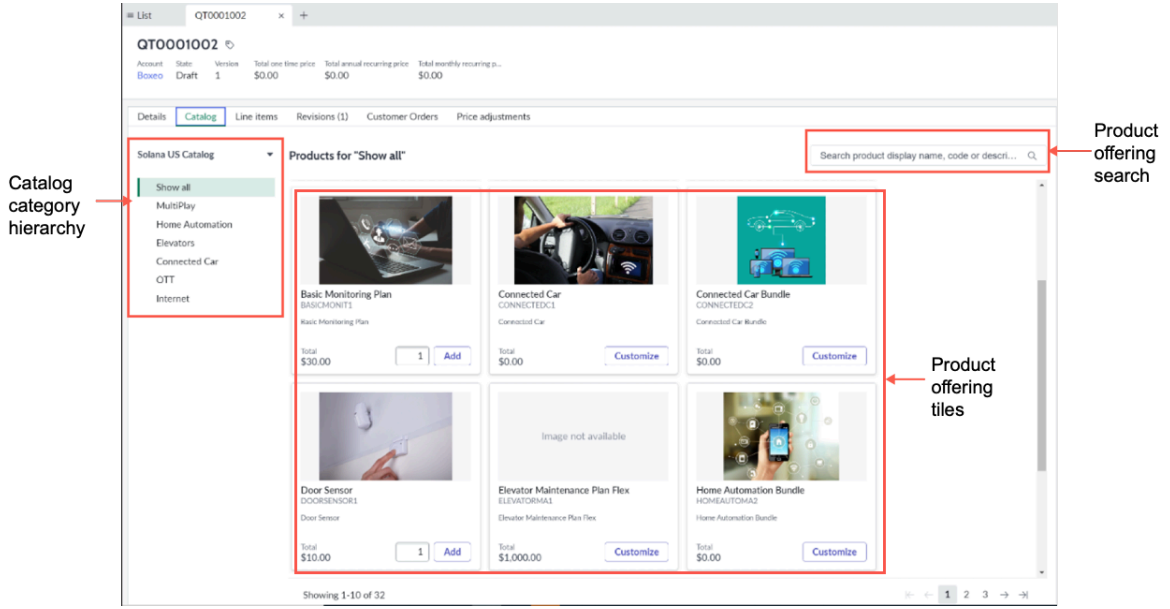 List
QT0001002
QT0001002
Account State Version Total one time price Total annual recurring price Total monthly recurring p...
Boxeo Draft 1 $0.00 $0.00 $0.00
Details Catalog Line items Revisions (1) Customer Orders Price adjustments
Solana US Catalog
Products for "Show all"
Search product display name, code or descri...
Product
offering
search
Catalog
category
hierarchy
Show all
MultiPlay
Home Automation
Elevators
Connected Car
OTT
Internet
Basic Monitoring Plan
BASICMONIT1
Basic Monitoring Plan
Total
$30.00
1 Add
Connected Car
CONNECTEDC1
Connected Car
Total
$0.00
Customize
Connected Car Bundle
CONNECTEDC2
Connected Car Bundle
Total
$0.00
Customize
Product
offering
tiles
Door Sensor
DOORSENSOR1
Door Sensor
Total
$10.00
1 Add
Image not available
Elevator Maintenance Plan Flex
ELEVATORMA1
Elevator Maintenance Plan Flex
Total
$1,000.00
Customize
Home Automation Bundle
HOMEAUTOMA2
Home Automation Bundle
Total
$0.00
Customize
Showing 1-10 of 32
1 2 3